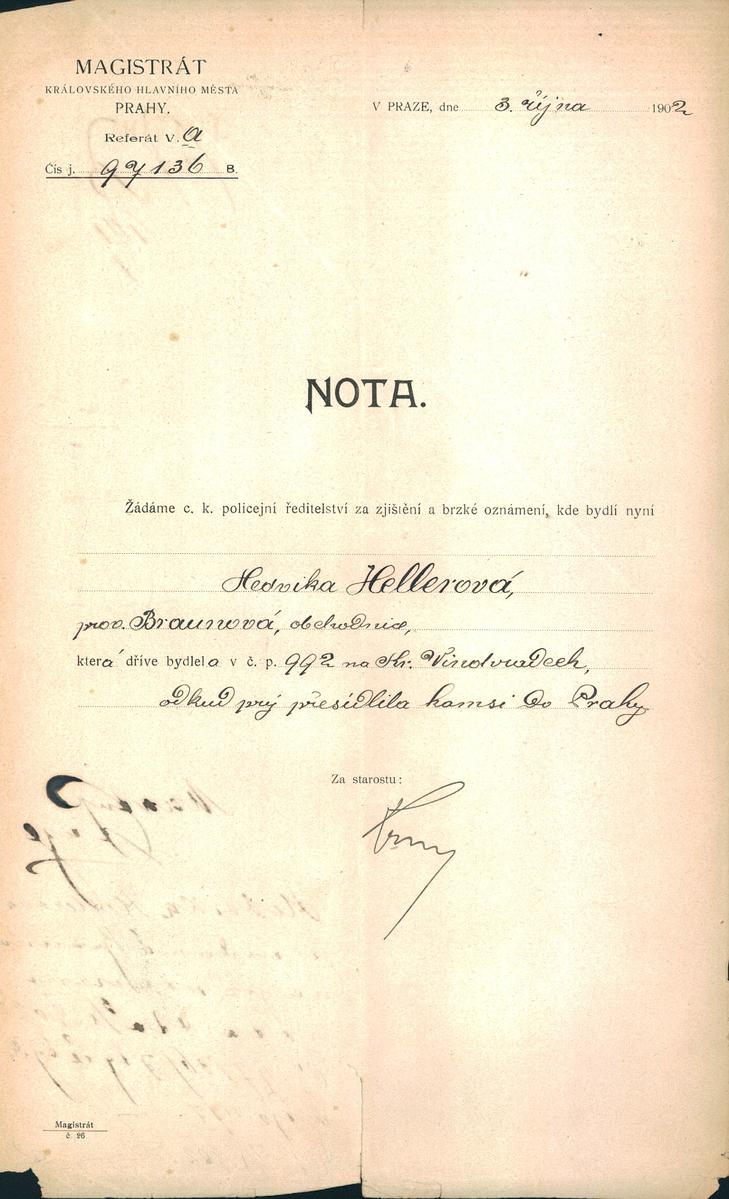 MAGISTRÁT
KRÁLOVSKÉHO HLAVNÍHO MĚSTA
PRAHY.
Referát V. a
Čís j. 97136 B.
V PRAZE, dne 3. října 1902
NOTA.
Žádáme c. k. policejní ředitelství za zjištění a brzké oznámení, kde bydlí nyní
Hedvika Hellerová,
prov. Braunová, obchodnice,
která dříve bydlela v č. p. 992 na Kr. Vinohradech,
odkud prý přesídlila kamsi do Prahy
Za starostu:
Magistrát
č. 26